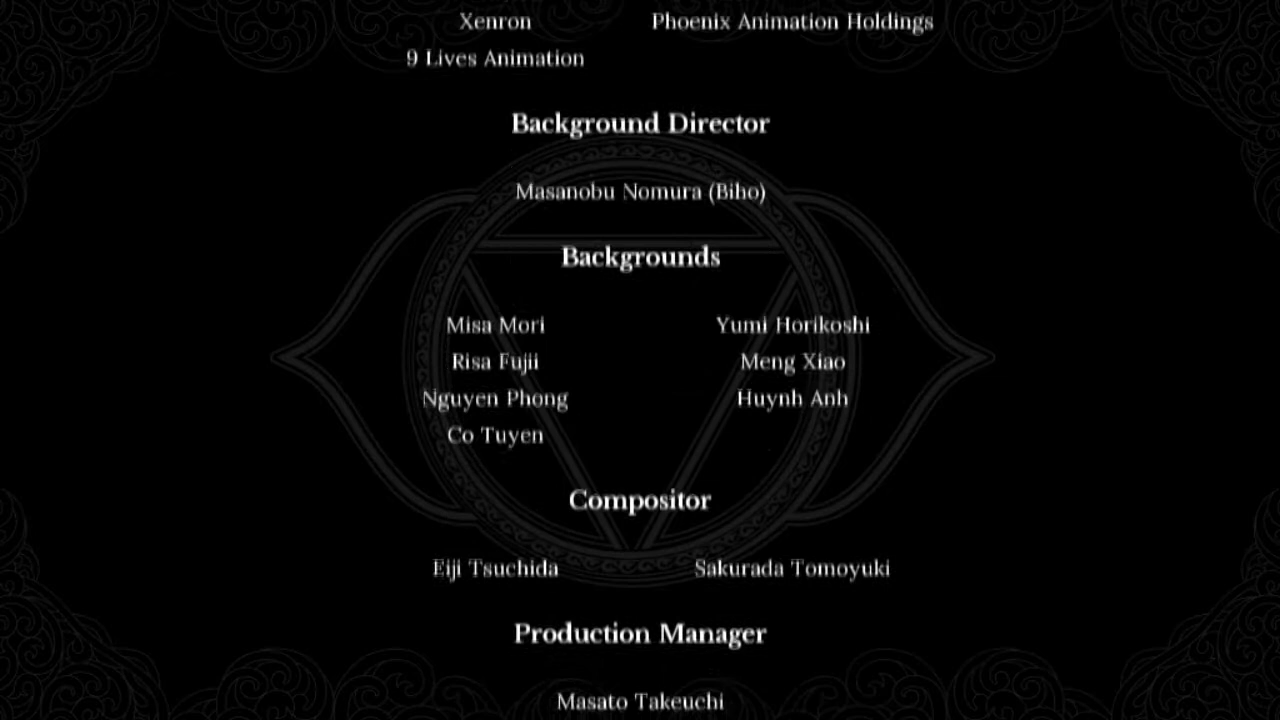 Xenron Phoenix Animation Holdings
9 Lives Animation
Background Director
Masanobu Nomura (Biho)
Backgrounds
Misa Mori Yumi Horikoshi
Risa Fujii Meng Xiao
Nguyen Phong Huynh Anh
Co Tuyen
Compositor
Eiji Tsuchida Sakurada Tomoyuki
Production Manager
Masato Takeuchi